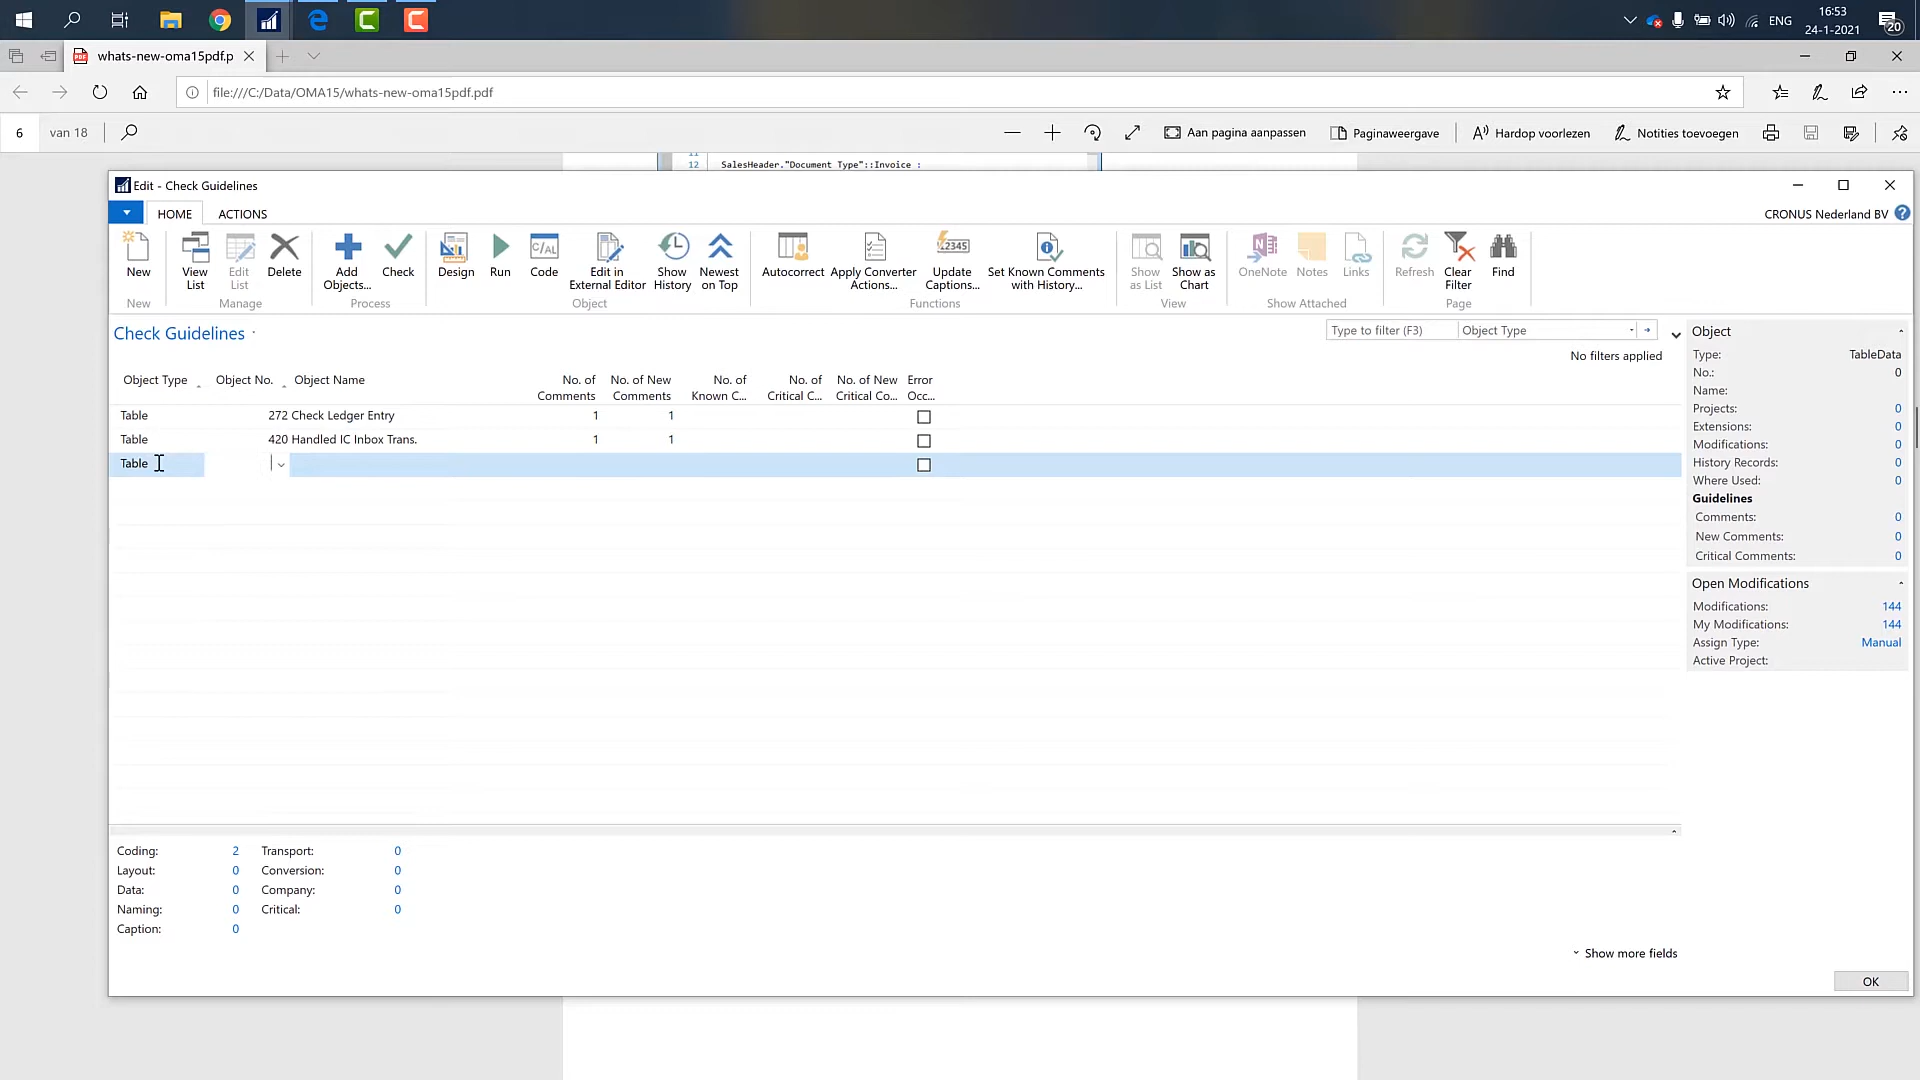 ENG
16:53
24-1-2021
20
whats-new-oma15pdf.p
file:///C:/Data/OMA15/whats-new-oma15pdf.pdf
6 van 18
Aan pagina aanpassen
Paginaweergave
Hardop voorlezen
Notities toevoegen
12 SalesHeader."Document Type"::Invoice :
Edit - Check Guidelines
HOME ACTIONS
CRONUS Nederland BV
New
View List
Edit List
Delete
Add Objects...
Check
Design
Run
C/AL
Code
Edit in External Editor
Show History
Newest on Top
Autocorrect
Apply Converter Actions...
12345
Update Captions...
Set Known Comments with History...
Show as List
Show as Chart
OneNote
Notes
Links
Refresh
Clear Filter
Find
New Manage Process Object Functions View Show Attached Page
Check Guidelines
Type to filter (F3) Object Type
No filters applied
Object Type Object No. Object Name No. of Comments No. of New Comments No. of Known C... No. of Critical C... No. of New Critical Co... Error Occ...
Table 272 Check Ledger Entry 1 1
Table 420 Handled IC Inbox Trans. 1 1
Table
Object
Type: TableData
No.: 0
Name:
Projects: 0
Extensions: 0
Modifications: 0
History Records: 0
Where Used: 0
Guidelines
Comments: 0
New Comments: 0
Critical Comments: 0
Open Modifications
Modifications: 144
My Modifications: 144
Assign Type: Manual
Active Project:
Coding: 2 Transport: 0
Layout: 0 Conversion: 0
Data: 0 Company: 0
Naming: 0 Critical: 0
Caption: 0
Show more fields
OK